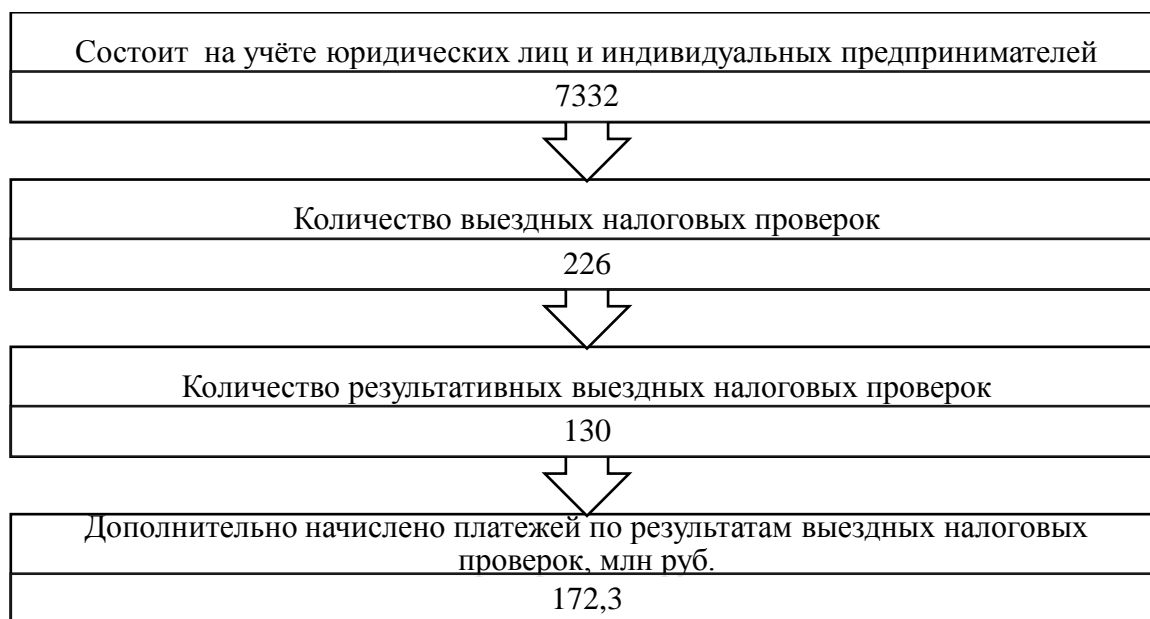 Состоит на учёте юридических лиц и индивидуальных предпринимателей
7332
Количество выездных налоговых проверок
226
Количество результативных выездных налоговых проверок
130
Дополнительно начислено платежей по результатам выездных налоговых
проверок, млн руб.
172,3